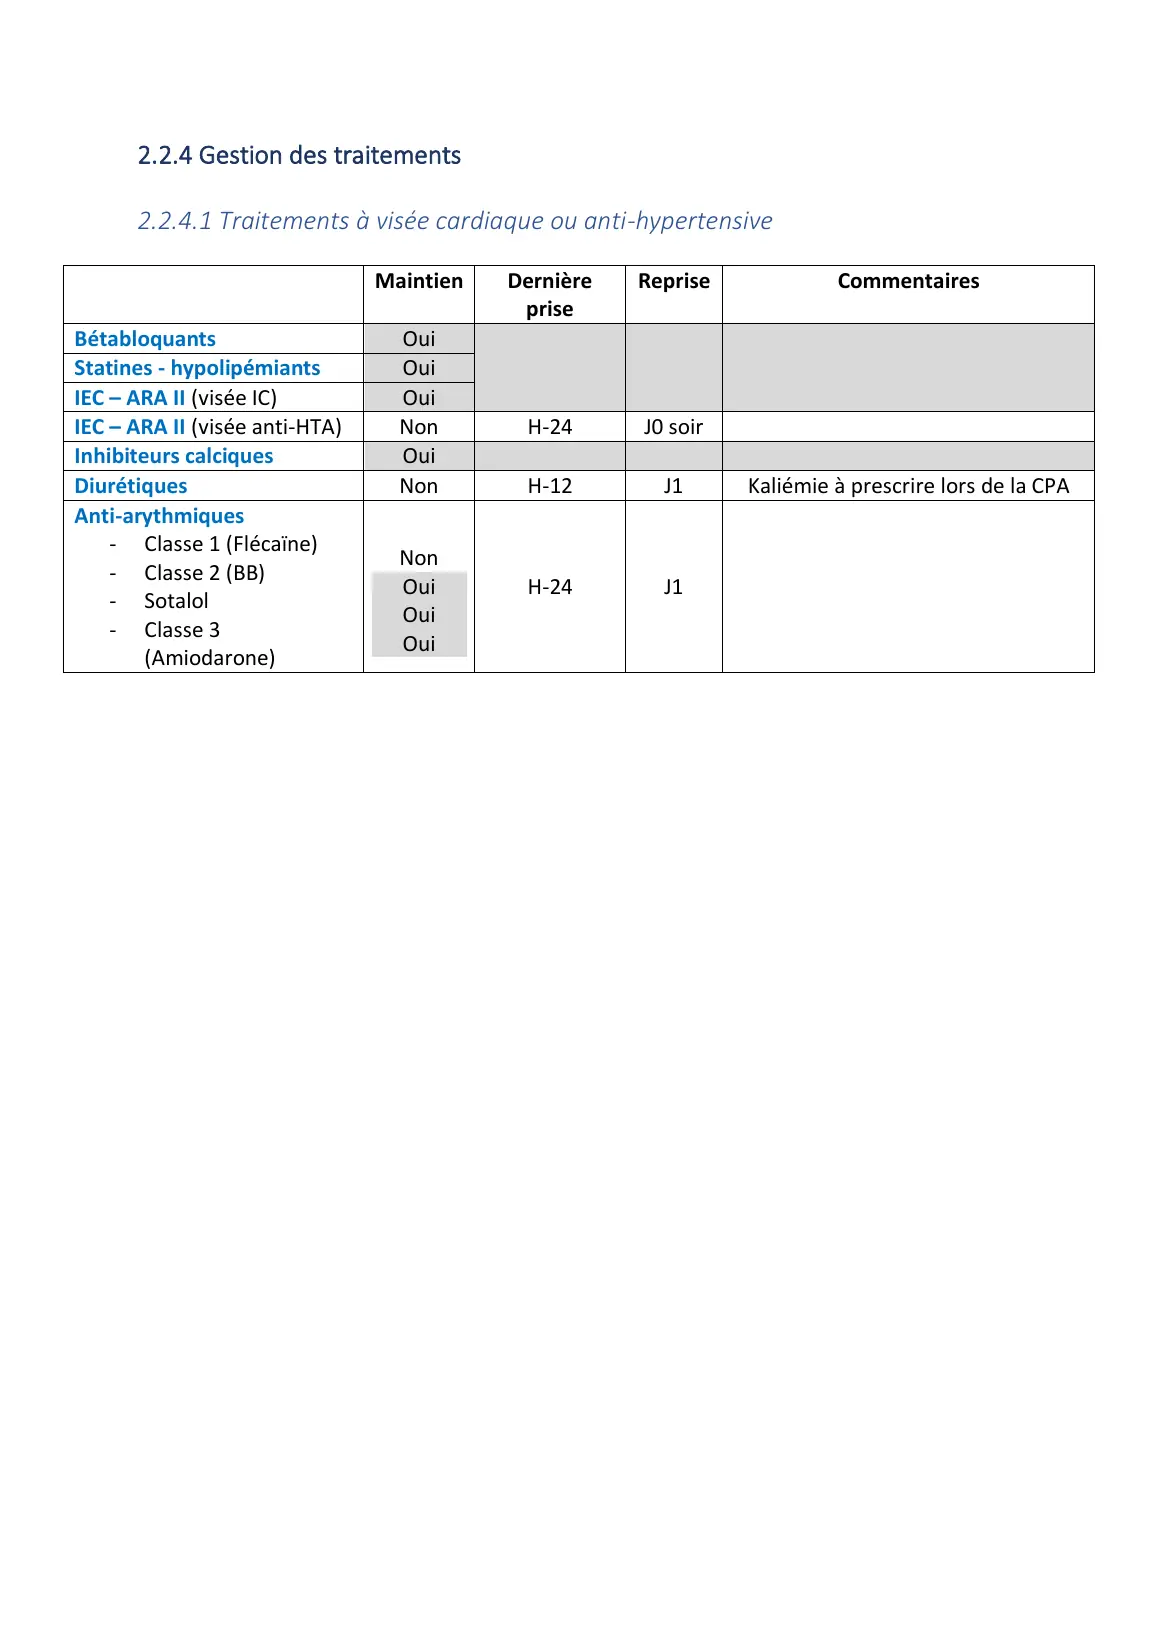 2.2.4 Gestion des traitements
2.2.4.1 Traitements à visée cardiaque ou anti-hypertensive
Maintien Dernière prise Reprise Commentaires
Bétabloquants Oui
Statines - hypolipémiants Oui
IEC – ARA II (visée IC) Oui
IEC – ARA II (visée anti-HTA) Non H-24 J0 soir
Inhibiteurs calciques Oui
Diurétiques Non H-12 J1 Kaliémie à prescrire lors de la CPA
Anti-arythmiques
- Classe 1 (Flécaïne) Non
- Classe 2 (BB) Oui H-24 J1
- Sotalol Oui
- Classe 3 Oui
(Amiodarone)